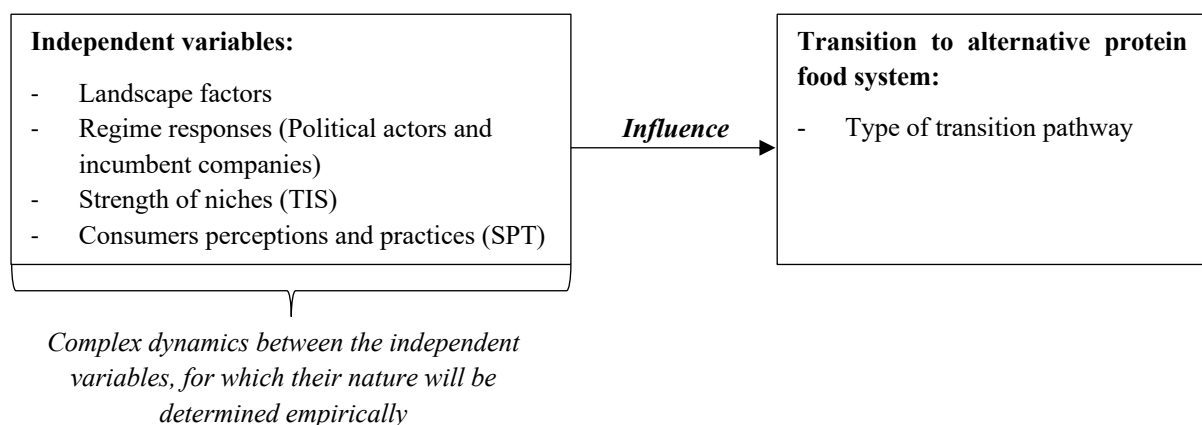 Independent variables:
- Landscape factors
- Regime responses (Political actors and
incumbent companies)
- Strength of niches (TIS)
- Consumers perceptions and practices (SPT)
Influence
Transition to alternative protein
food system:
- Type of transition pathway
Complex dynamics between the independent
variables, for which their nature will be
determined empirically